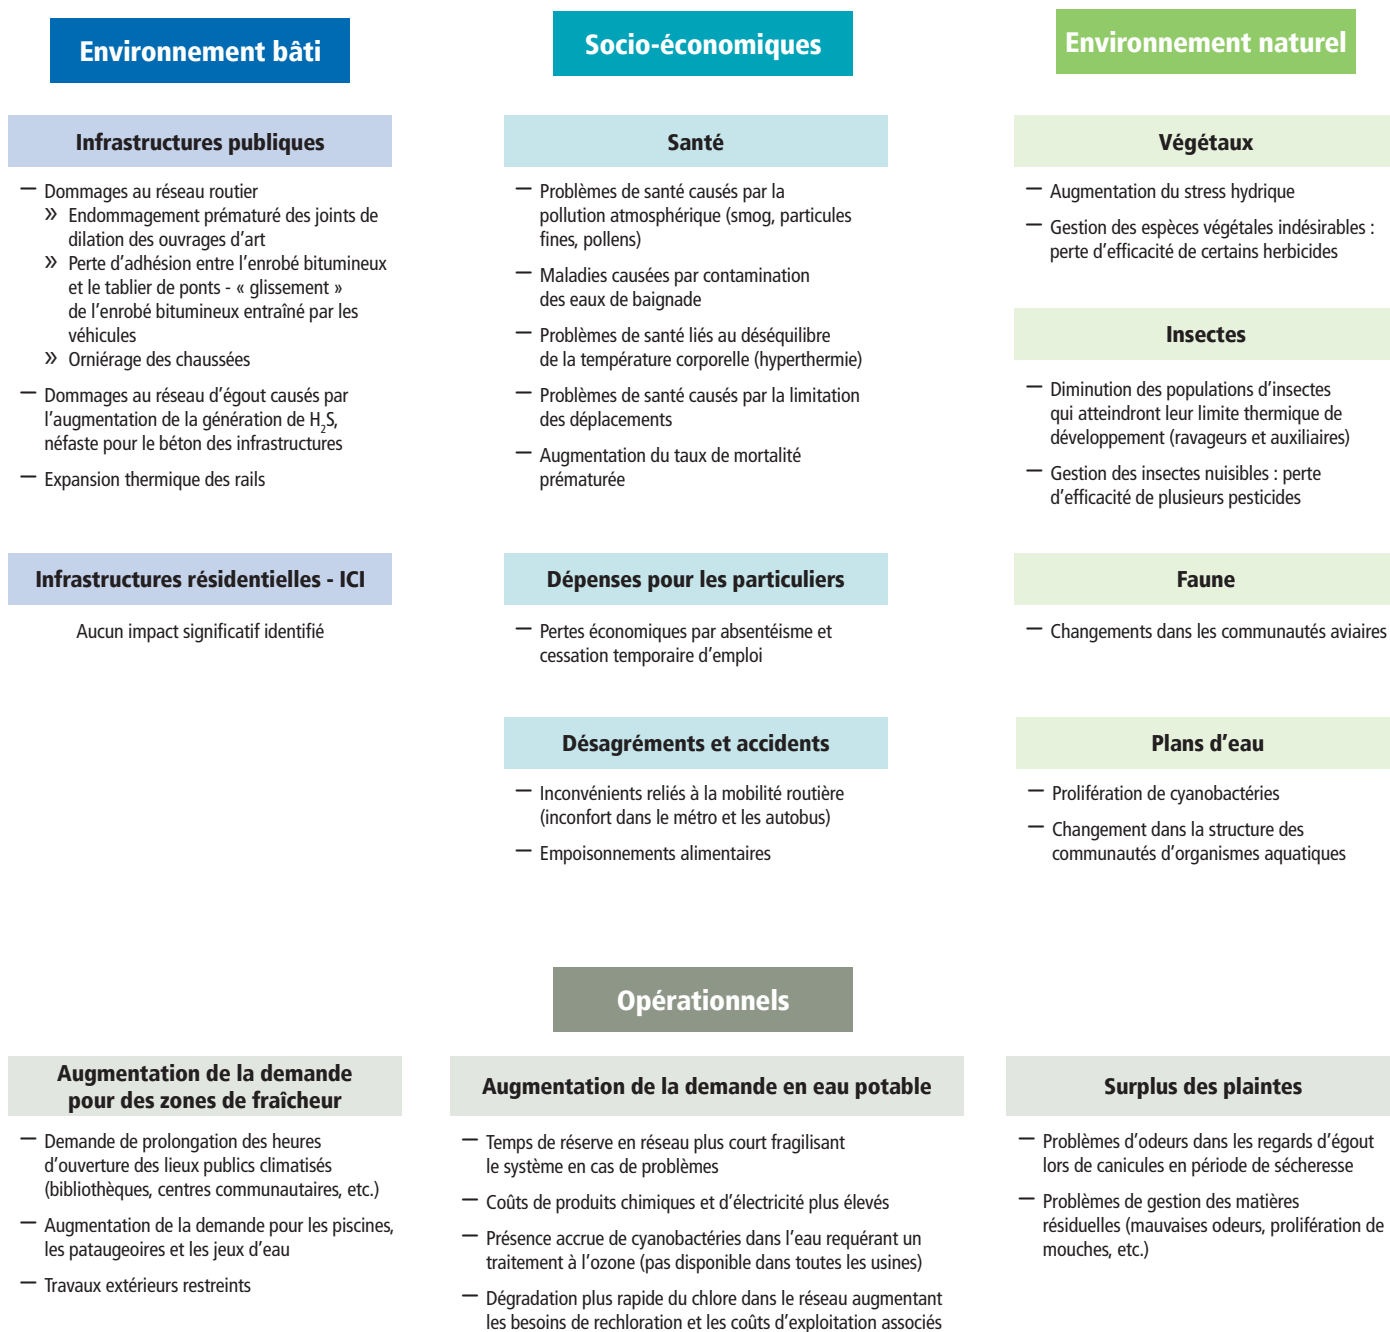 Environnement bâti
Infrastructures publiques
— Dommages au réseau routier
» Endommagement prématuré des joints de
dilation des ouvrages d’art
» Perte d’adhésion entre l’enrobé bitumineux
et le tablier de ponts - « glissement »
de l’enrobé bitumineux entraîné par les
véhicules
» Orniérage des chaussées
— Dommages au réseau d’égout causés par
l’augmentation de la génération de H₂S,
néfaste pour le béton des infrastructures
— Expansion thermique des rails
Infrastructures résidentielles - ICI
Aucun impact significatif identifié
Socio-économiques
Santé
— Problèmes de santé causés par la
pollution atmosphérique (smog, particules
fines, pollens)
— Maladies causées par contamination
des eaux de baignade
— Problèmes de santé liés au déséquilibre
de la température corporelle (hyperthermie)
— Problèmes de santé causés par la limitation
des déplacements
— Augmentation du taux de mortalité
prématurée
Dépenses pour les particuliers
— Pertes économiques par absentéisme et
cessation temporaire d’emploi
Désagréments et accidents
— Inconvénients reliés à la mobilité routière
(inconfort dans le métro et les autobus)
— Empoisonnements alimentaires
Environnement naturel
Végétaux
— Augmentation du stress hydrique
— Gestion des espèces végétales indésirables :
perte d’efficacité de certains herbicides
Insectes
— Diminution des populations d’insectes
qui atteindront leur limite thermique de
développement (ravageurs et auxiliaires)
— Gestion des insectes nuisibles : perte
d’efficacité de plusieurs pesticides
Faune
— Changements dans les communautés aviaires
Plans d’eau
— Prolifération de cyanobactéries
— Changement dans la structure des
communautés d’organismes aquatiques
Opérationnels
Augmentation de la demande
pour des zones de fraîcheur
— Demande de prolongation des heures
d’ouverture des lieux publics climatisés
(bibliothèques, centres communautaires, etc.)
— Augmentation de la demande pour les piscines,
les pataugeoires et les jeux d’eau
— Travaux extérieurs restreints
Augmentation de la demande en eau potable
— Temps de réserve en réseau plus court fragilisant
le système en cas de problèmes
— Coûts de produits chimiques et d’électricité plus élevés
— Présence accrue de cyanobactéries dans l’eau requérant un
traitement à l’ozone (pas disponible dans toutes les usines)
— Dégradation plus rapide du chlore dans le réseau augmentant
les besoins de rechloration et les coûts d’exploitation associés
Surplus des plaintes
— Problèmes d’odeurs dans les regards d’égout
lors de canicules en période de sécheresse
— Problèmes de gestion des matières
résiduelles (mauvaises odeurs, prolifération de
mouches, etc.)